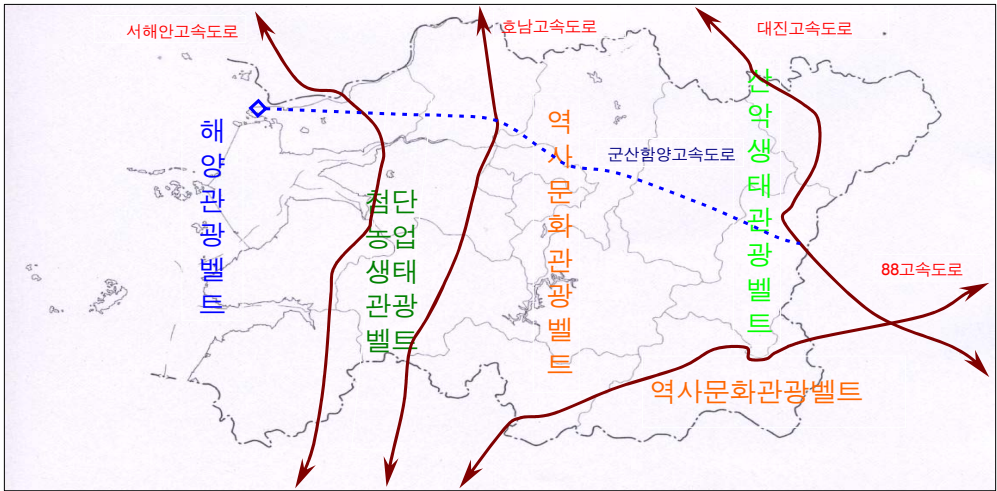 서해안고속도로
호남고속도로
대진고속도로
해양관광벨트
첨단
농업
생태
관광
벨트
역사문화관광벨트
군산함양고속도로
산악생태관광벨트
88고속도로
역사문화관광벨트